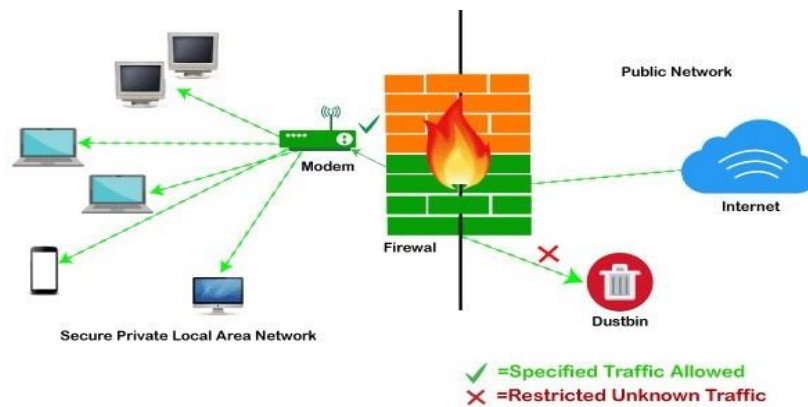 Public Network
Modem
Internet
Firewal
Dustbin
Secure Private Local Area Network
=Specified Traffic Allowed
=Restricted Unknown Traffic